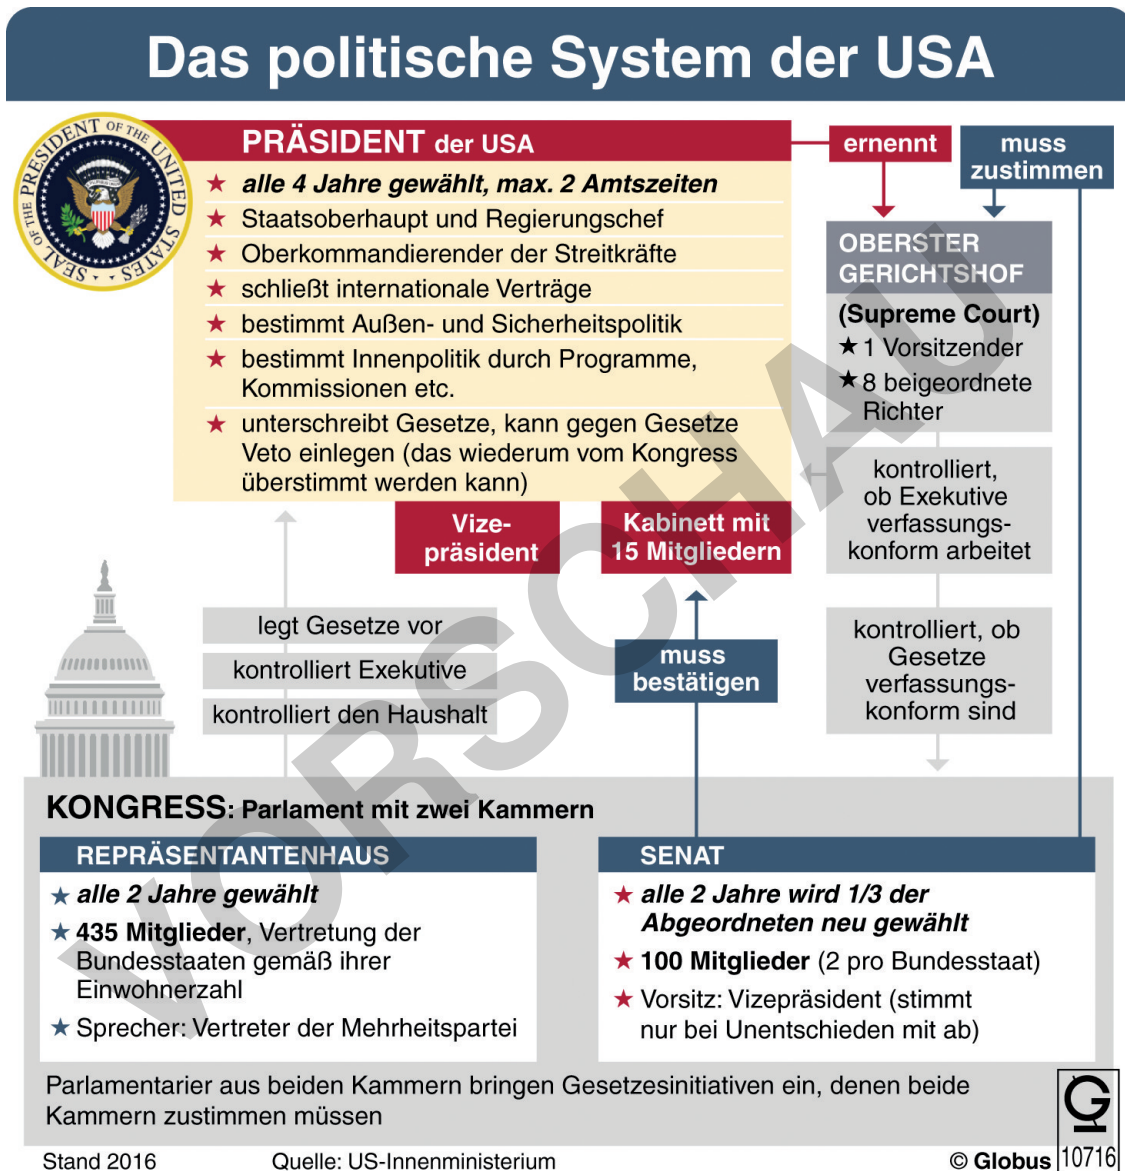 Das politische System der USA
SEAL OF THE PRESIDENT OF THE UNITED STATES
PRÄSIDENT der USA
★ alle 4 Jahre gewählt, max. 2 Amtszeiten
★ Staatsoberhaupt und Regierungschef
★ Oberkommandierender der Streitkräfte
★ schließt internationale Verträge
★ bestimmt Außen- und Sicherheitspolitik
★ bestimmt Innenpolitik durch Programme,
Kommissionen etc.
★ unterschreibt Gesetze, kann gegen Gesetze
Veto einlegen (das wiederum vom Kongress
überstimmt werden kann)
Vize-
präsident
Kabinett mit
15 Mitgliedern
ernennt
muss
zustimmen
OBERSTER
GERICHTSHOF
(Supreme Court)
★ 1 Vorsitzender
★ 8 beigeordnete
Richter
kontrolliert,
ob Exekutive
verfassungs-
konform arbeitet
kontrolliert, ob
Gesetze
verfassungs-
konform sind
legt Gesetze vor
kontrolliert Exekutive
kontrolliert den Haushalt
muss
bestätigen
KONGRESS: Parlament mit zwei Kammern
REPRÄSENTANTENHAUS
★ alle 2 Jahre gewählt
★ 435 Mitglieder, Vertretung der
Bundesstaaten gemäß ihrer
Einwohnerzahl
★ Sprecher: Vertreter der Mehrheitspartei
SENAT
★ alle 2 Jahre wird 1/3 der
Abgeordneten neu gewählt
★ 100 Mitglieder (2 pro Bundesstaat)
★ Vorsitz: Vizepräsident (stimmt
nur bei Unentschieden mit ab)
Parlamentarier aus beiden Kammern bringen Gesetzesinitiativen ein, denen beide
Kammern zustimmen müssen
Stand 2016
Quelle: US-Innenministerium
© Globus
G
10716
VORSCHAU